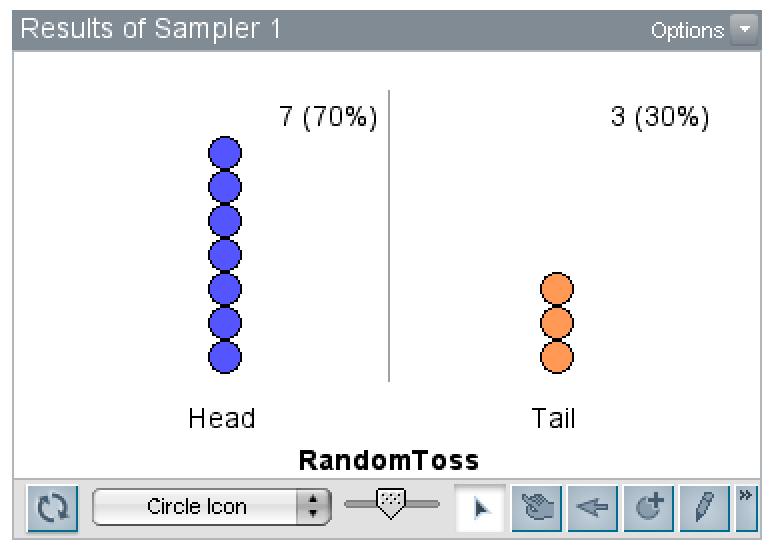 Results of Sampler 1
Options
7 (70%)
3 (30%)
Head
Tail
RandomToss
Circle Icon
»